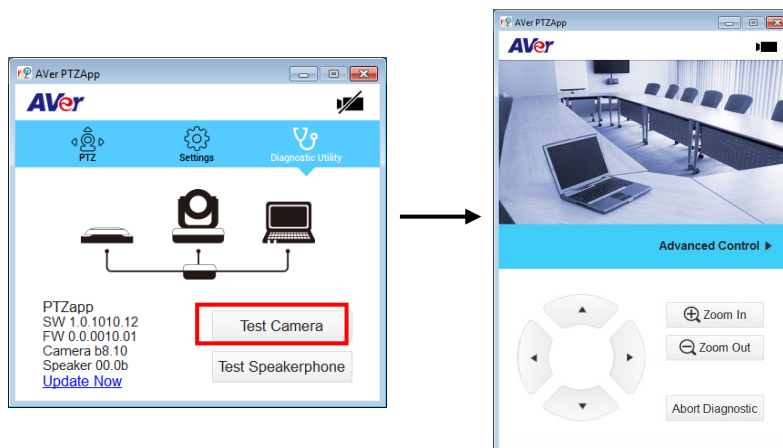 AVer PTZApp
AVer
PTZ
Settings
Diagnostic Utility
PTZapp
SW 1.0.1010.12
FW 0.0.0010.01
Camera b8.10
Speaker 00.0b
Update Now
Test Camera
Test Speakerphone
AVer PTZApp
AVer
Advanced Control
Zoom In
Zoom Out
Abort Diagnostic